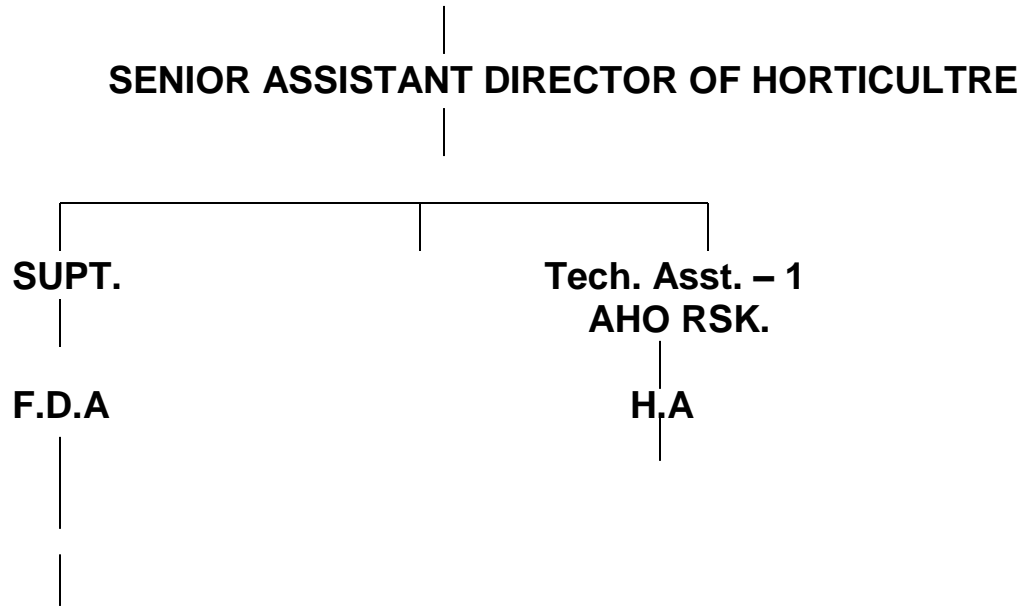 SENIOR ASSISTANT DIRECTOR OF HORTICULTRE
SUPT.
Tech. Asst. – 1
AHO RSK.
F.D.A
H.A